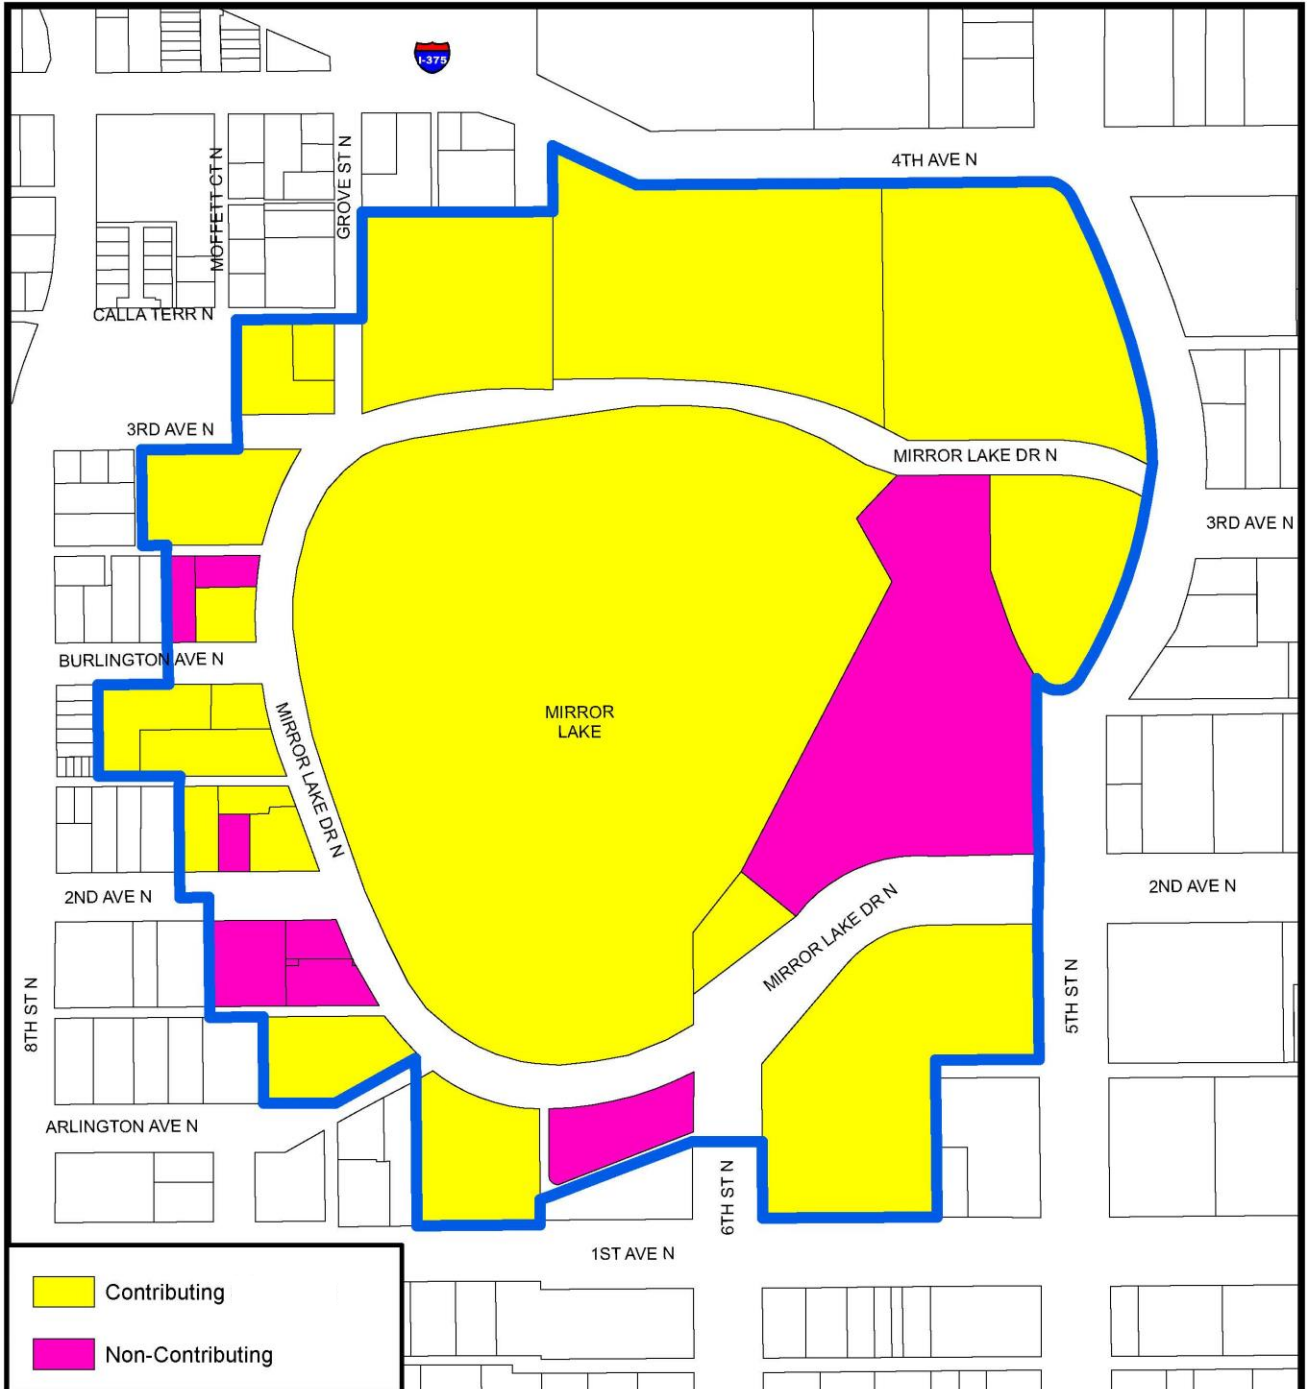 I-375
4TH AVE N
MOFFETT CT N
GROVE ST N
CALLA TERR N
3RD AVE N
MIRROR LAKE DR N
3RD AVE N
BURLINGTON AVE N
MIRROR
LAKE
MIRROR LAKE DR N
2ND AVE N
2ND AVE N
MIRROR LAKE DR N
8TH ST N
5TH ST N
ARLINGTON AVE N
6TH ST N
1ST AVE N
Contributing
Non-Contributing